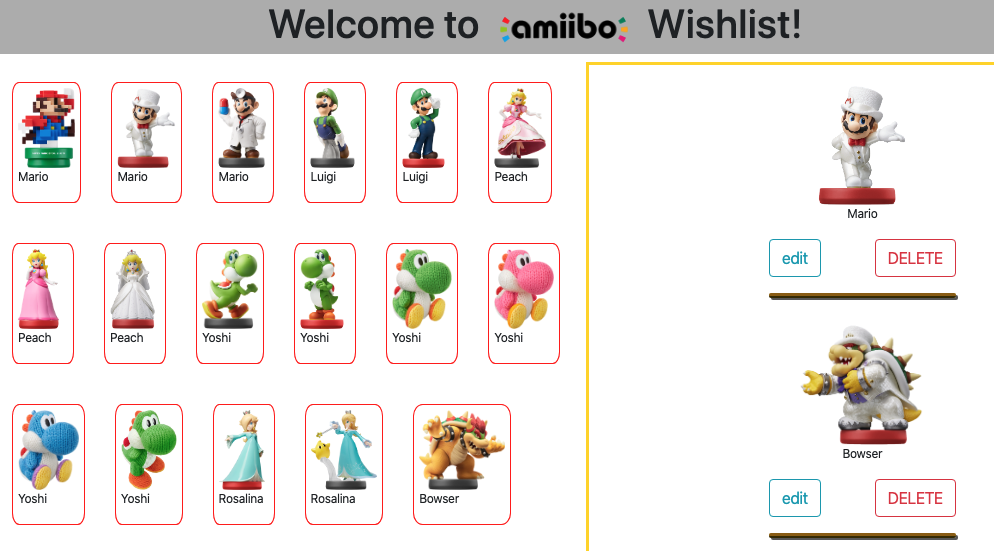 Welcome to amiibo Wishlist!
Mario
Mario
Mario
Luigi
Luigi
Peach
Peach
Peach
Yoshi
Yoshi
Yoshi
Yoshi
Yoshi
Yoshi
Rosalina
Rosalina
Bowser
Mario
edit
DELETE
Bowser
edit
DELETE